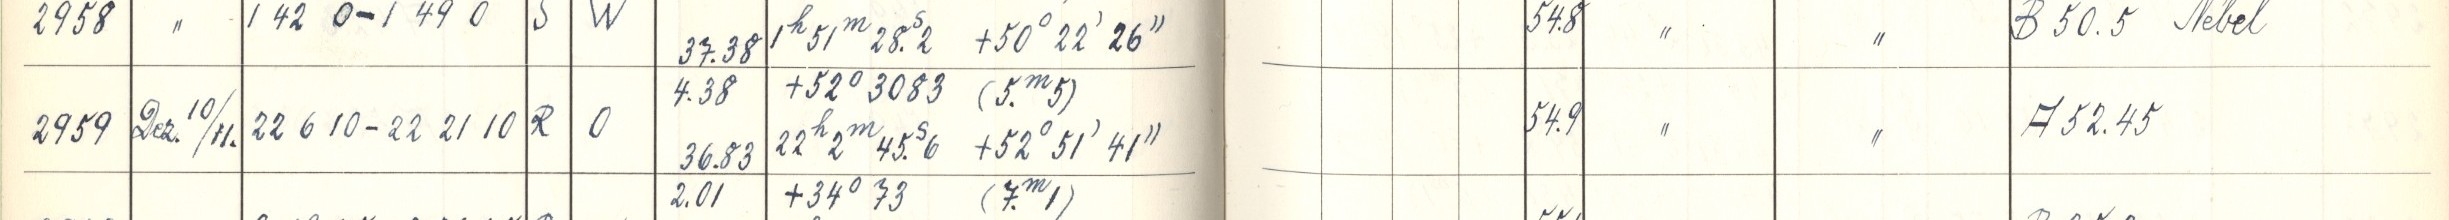 2958 " 1 42 0 – 1 49 0 S W 37.38 1ʰ 51ᵐ 28.ˢ2 +50° 22' 26" 54.8 " " B 50.5 Nebel
4.38 +52° 3083 (5.ᵐ5)
2959 Dez. 10/11. 22 6 10 – 22 21 10 R O 36.83 22ʰ 2ᵐ 45.ˢ6 +52° 51' 41" 54.9 " " A 52.45
2.01 +34° 73 (7.ᵐ1)